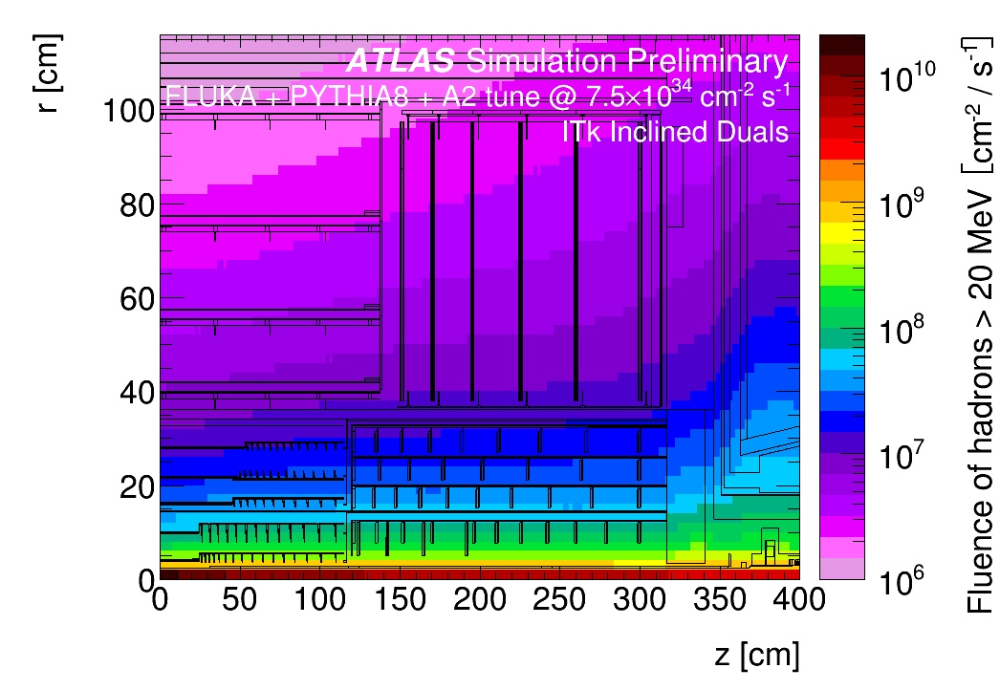 r [cm]
ATLAS Simulation Preliminary
FLUKA + PYTHIA8 + A2 tune @ 7.5×10³⁴ cm⁻² s⁻¹
ITk Inclined Duals
100
80
60
40
20
0
0 50 100 150 200 250 300 350 400
z [cm]
10¹⁰
10⁹
10⁸
10⁷
10⁶
Fluence of hadrons > 20 MeV [cm⁻² / s⁻¹]